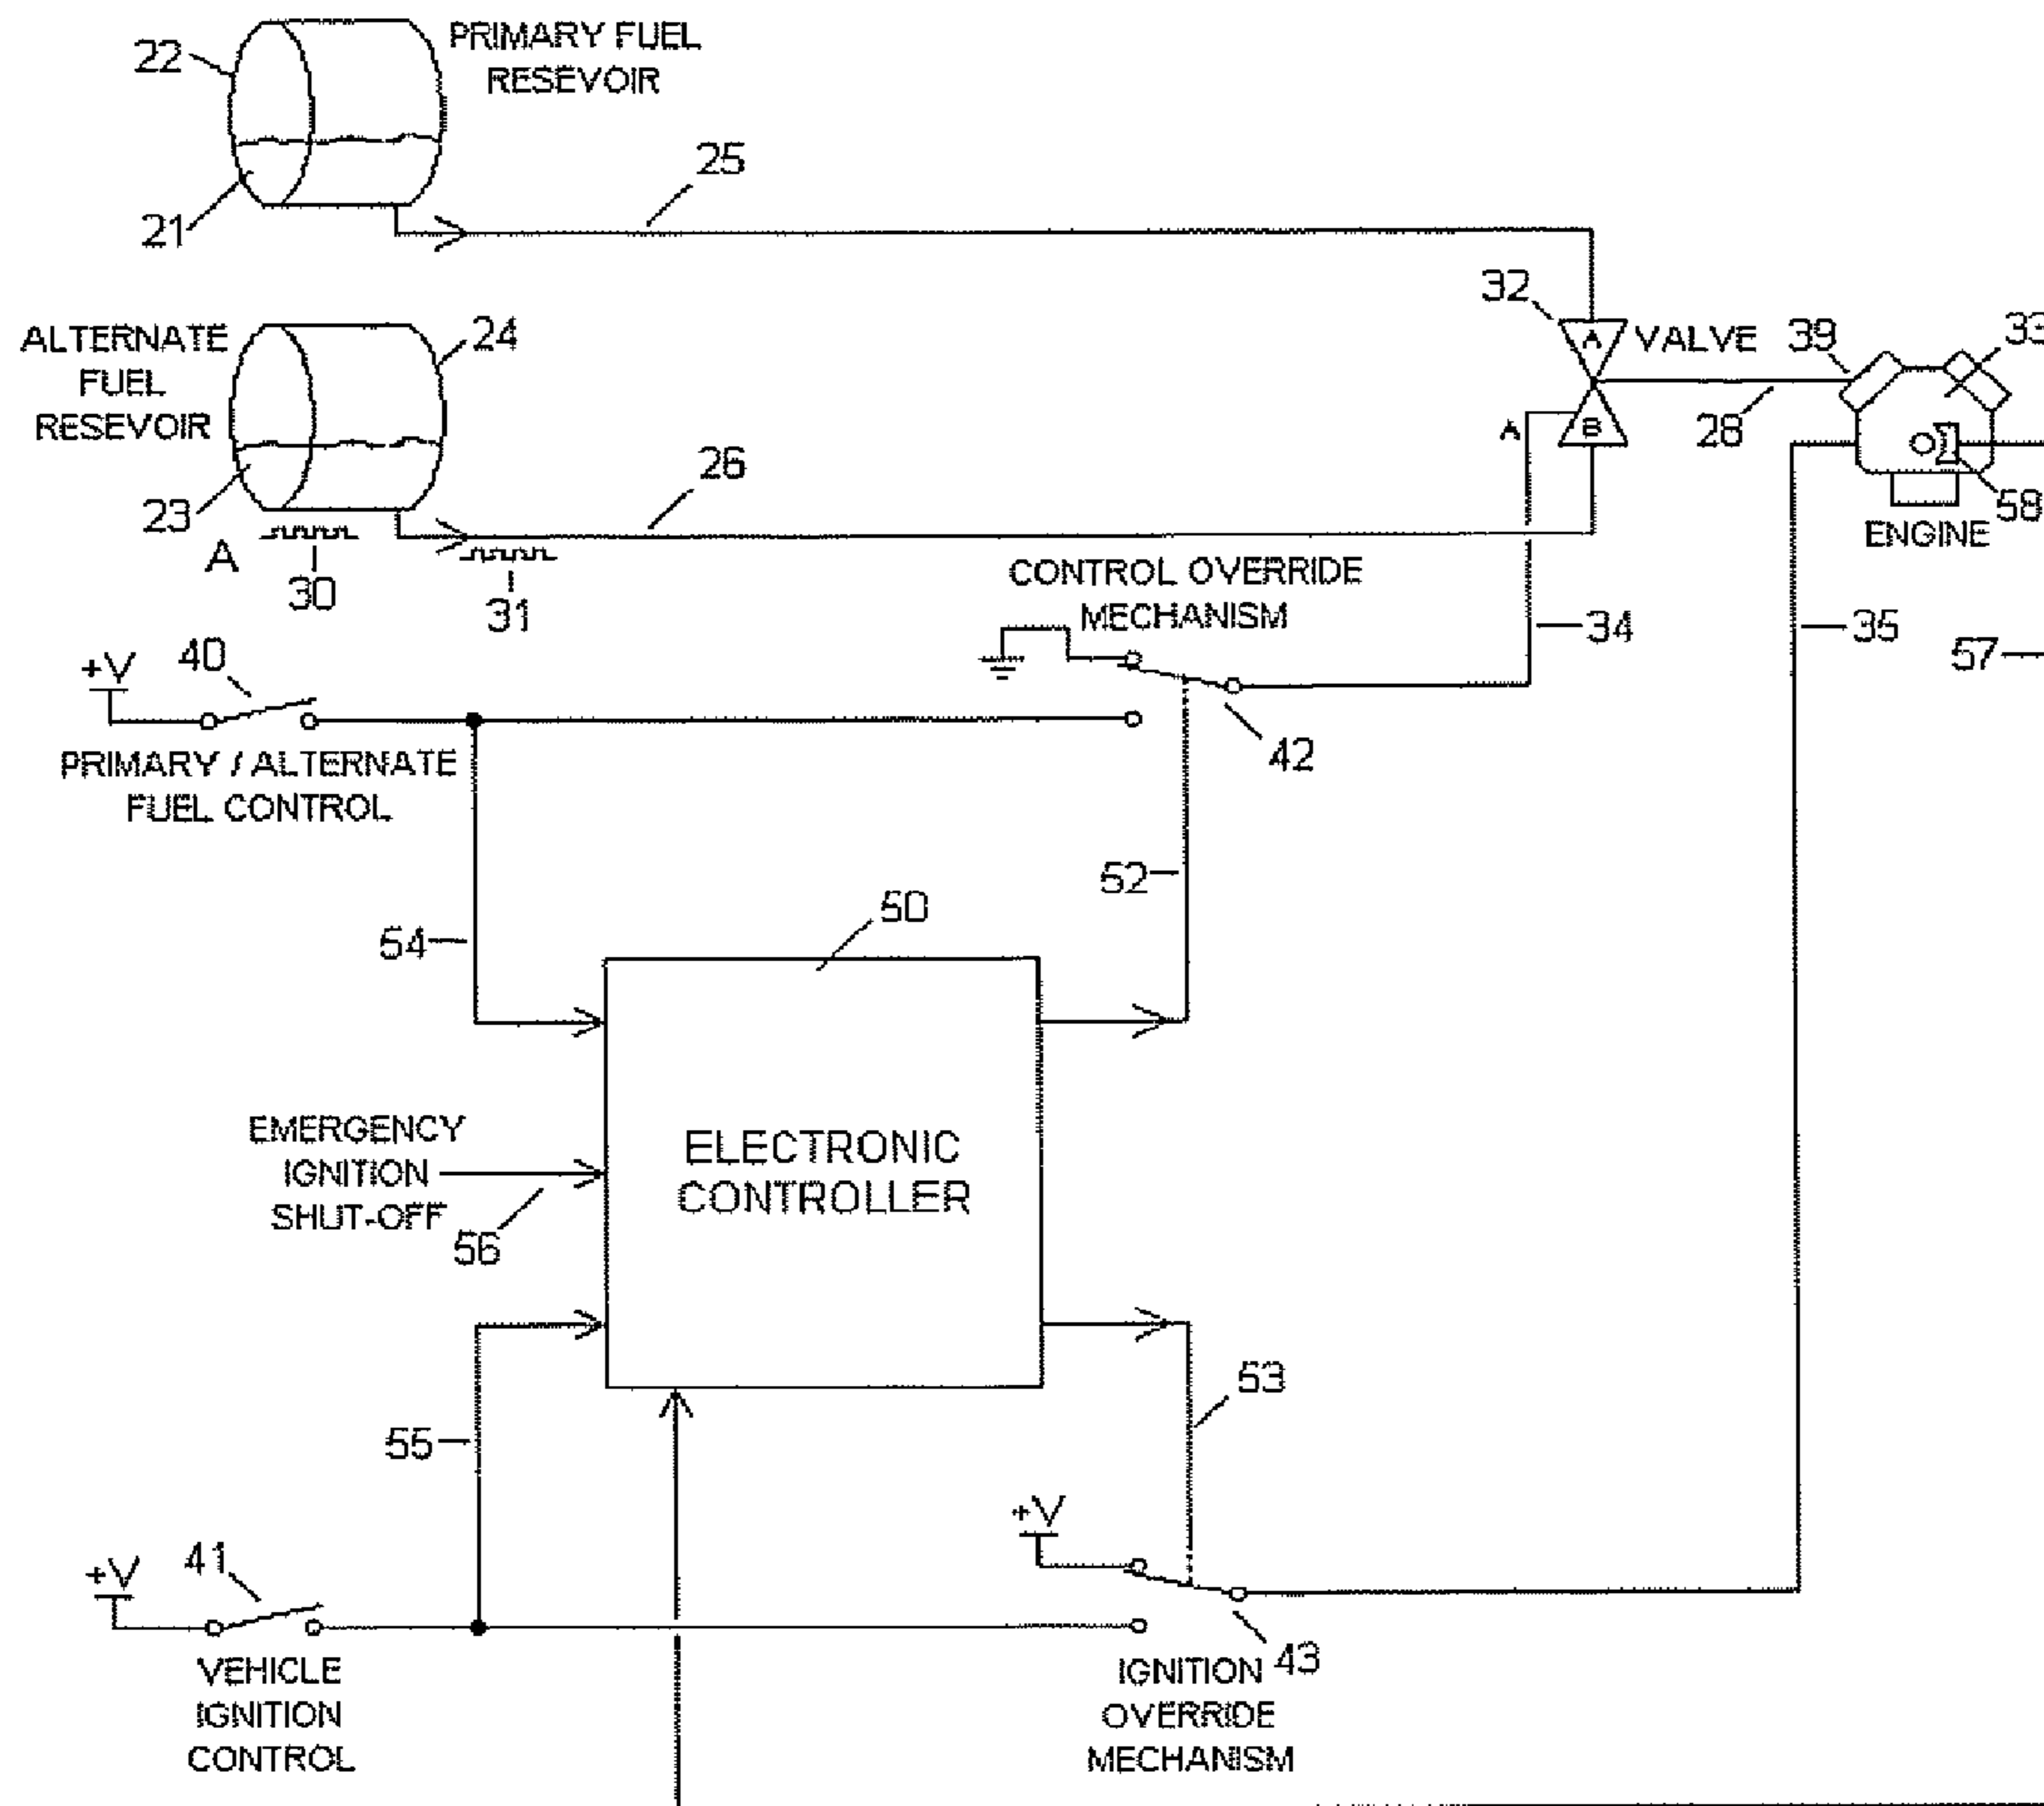 22
PRIMARY FUEL
RESEVOIR
21
25
ALTERNATE
FUEL
RESEVOIR
24
23
A
30
31
26
32
A
VALVE
B
A
39
33
28
58
ENGINE
CONTROL OVERRIDE
MECHANISM
34
35
57
+V
40
PRIMARY / ALTERNATE
FUEL CONTROL
42
52
54
50
EMERGENCY
IGNITION
SHUT-OFF
56
ELECTRONIC
CONTROLLER
55
53
+V
41
VEHICLE
IGNITION
CONTROL
+V
43
IGNITION
OVERRIDE
MECHANISM